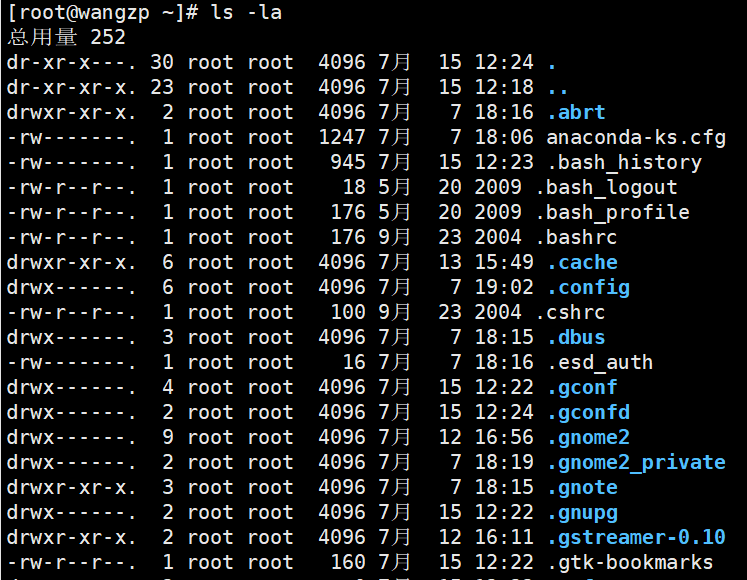 [root@wangzp ~]# ls -la
总用量 252
dr-xr-x---. 30 root root  4096 7月  15 12:24 .
dr-xr-xr-x. 23 root root  4096 7月  15 12:18 ..
drwxr-xr-x.  2 root root  4096 7月   7 18:16 .abrt
-rw-------.  1 root root  1247 7月   7 18:06 anaconda-ks.cfg
-rw-------.  1 root root   945 7月  15 12:23 .bash_history
-rw-r--r--.  1 root root    18 5月  20 2009 .bash_logout
-rw-r--r--.  1 root root   176 5月  20 2009 .bash_profile
-rw-r--r--.  1 root root   176 9月  23 2004 .bashrc
drwxr-xr-x.  6 root root  4096 7月  13 15:49 .cache
drwx------.  6 root root  4096 7月   7 19:02 .config
-rw-r--r--.  1 root root   100 9月  23 2004 .cshrc
drwx------.  3 root root  4096 7月   7 18:15 .dbus
-rw-------.  1 root root    16 7月   7 18:16 .esd_auth
drwx------.  4 root root  4096 7月  15 12:22 .gconf
drwx------.  2 root root  4096 7月  15 12:24 .gconfd
drwx------.  9 root root  4096 7月  12 16:56 .gnome2
drwx------.  2 root root  4096 7月   7 18:19 .gnome2_private
drwxr-xr-x.  3 root root  4096 7月   7 18:15 .gnote
drwx------.  2 root root  4096 7月  15 12:22 .gnupg
drwxr-xr-x.  2 root root  4096 7月  12 16:11 .gstreamer-0.10
-rw-r--r--.  1 root root   160 7月  15 12:22 .gtk-bookmarks